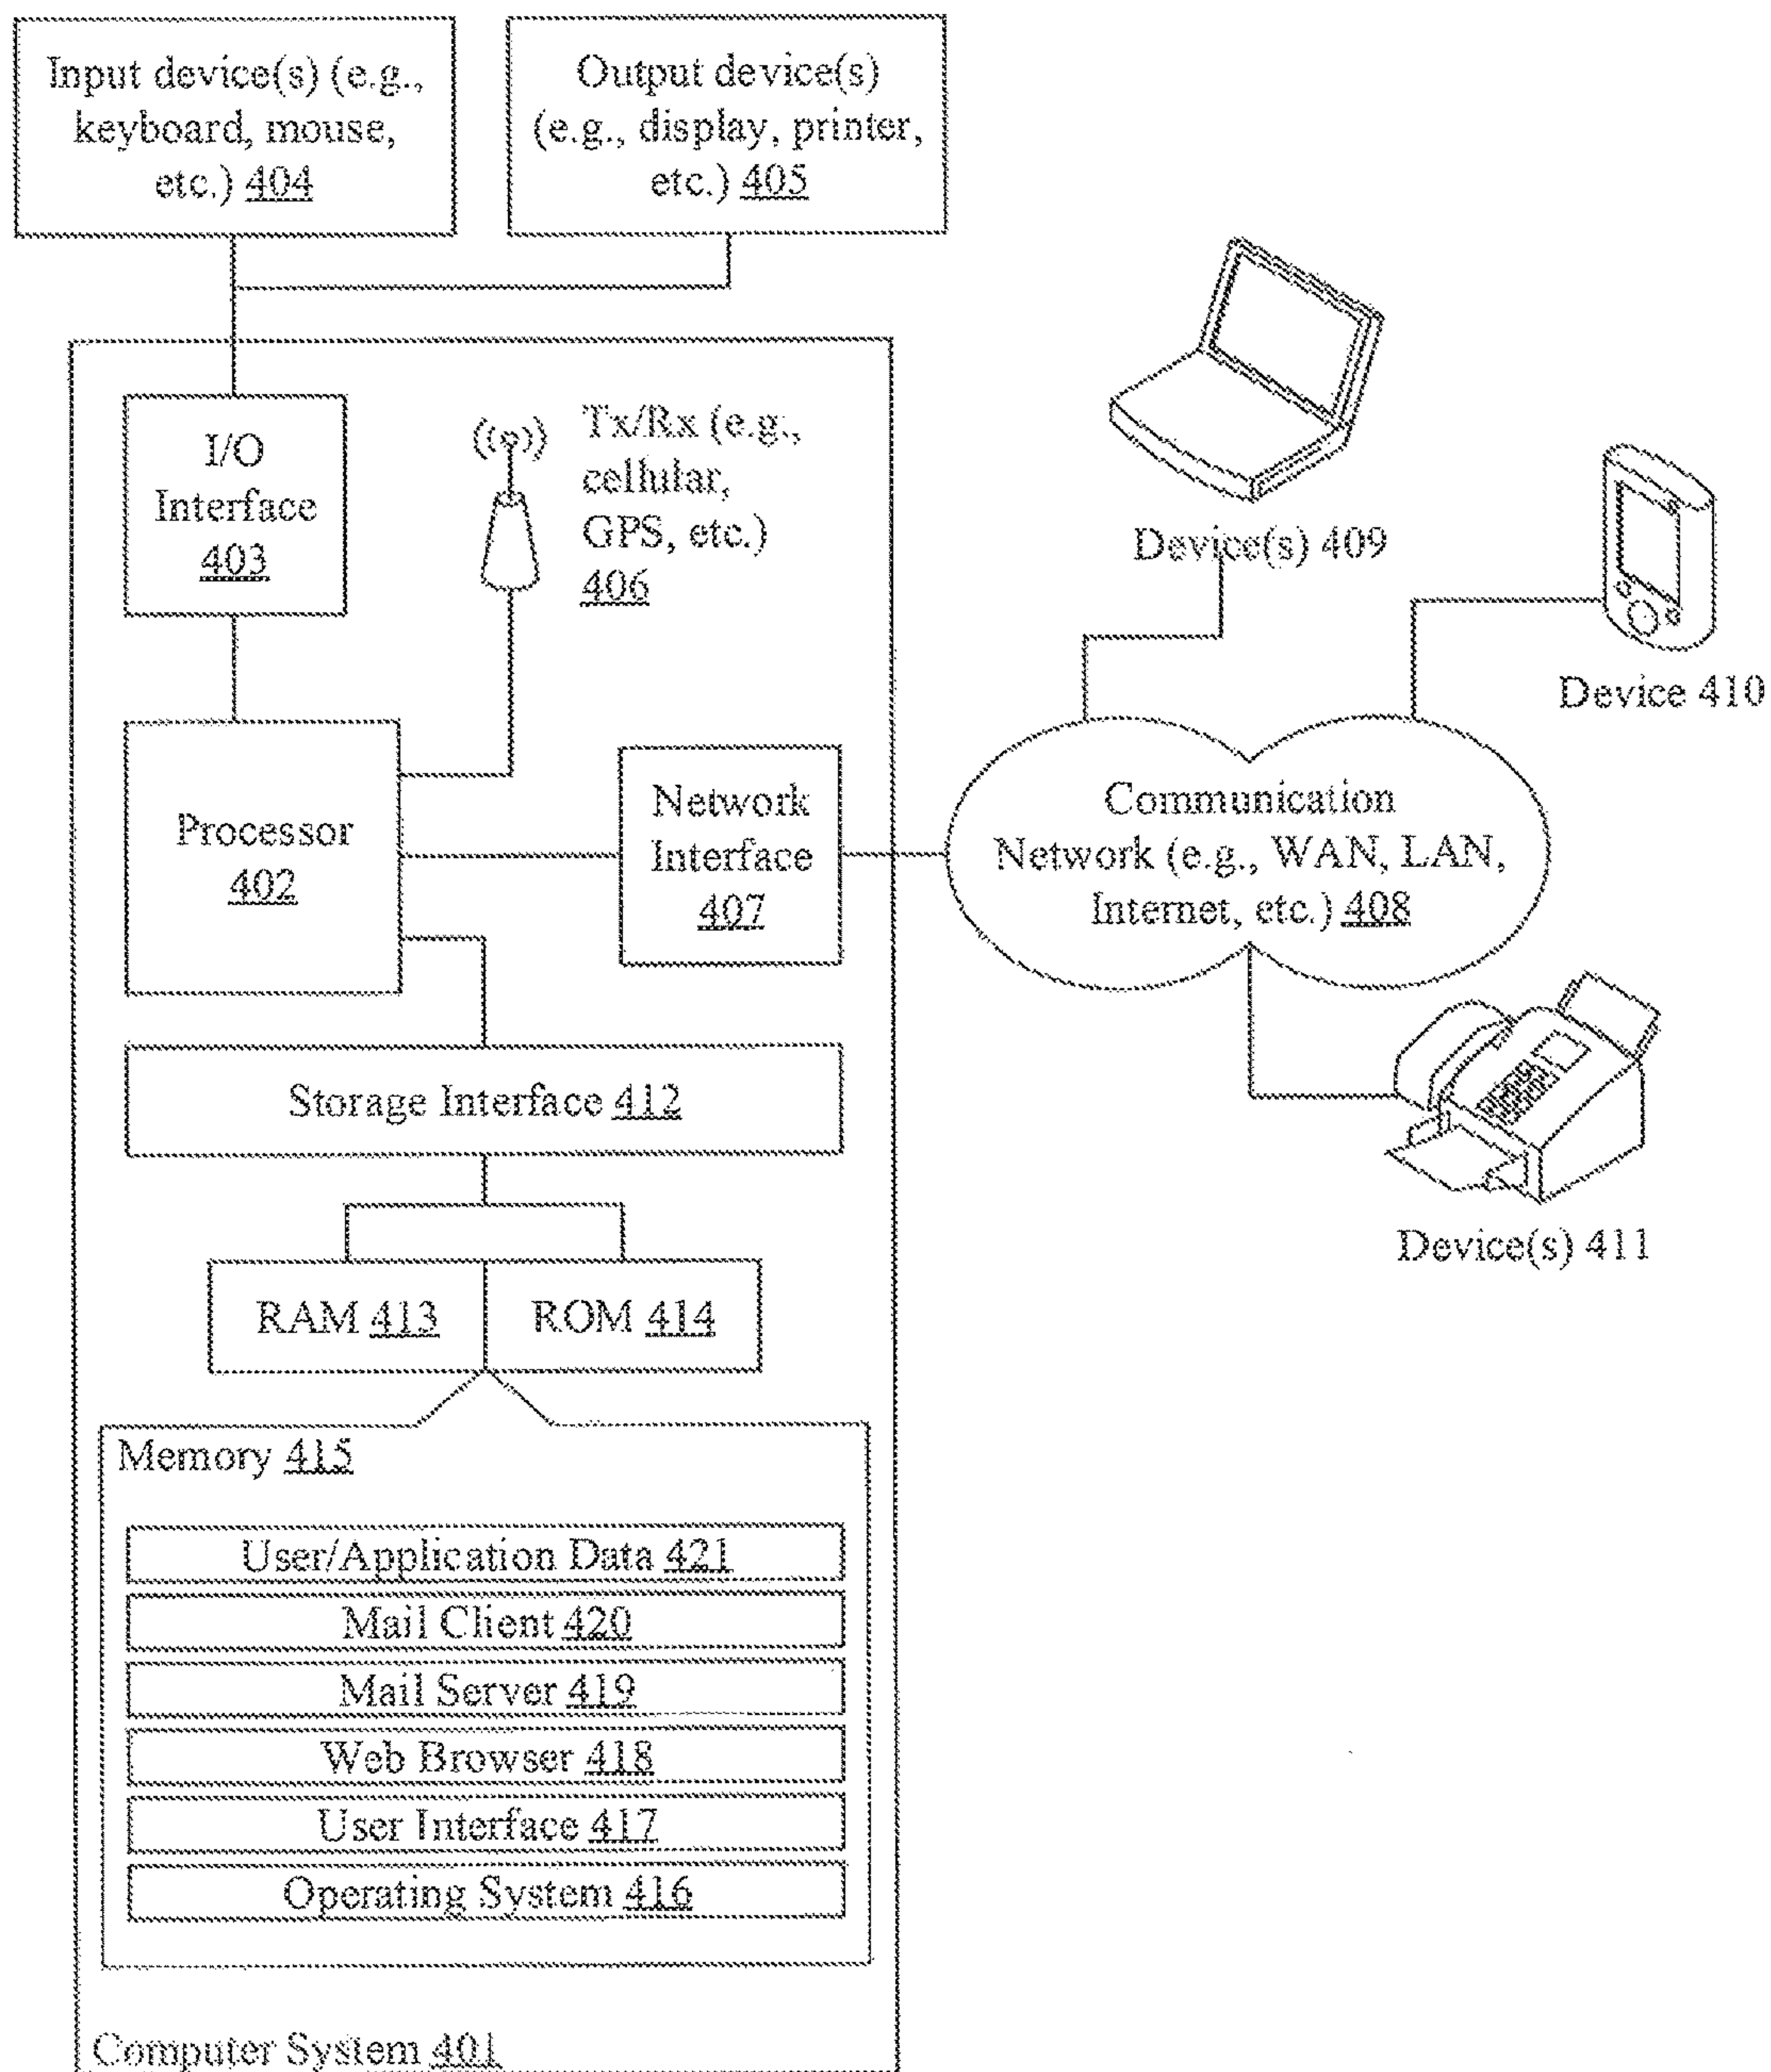 Input device(s) (e.g.,
keyboard, mouse,
etc.) 404
Output device(s)
(e.g., display, printer,
etc.) 405
I/O
Interface
403
Tx/Rx (e.g.,
cellular,
GPS, etc.)
406
Device(s) 409
Device 410
Processor
402
Network
Interface
407
Communication
Network (e.g., WAN, LAN,
Internet, etc.) 408
Storage Interface 412
Device(s) 411
RAM 413
ROM 414
Memory 415
User/Application Data 421
Mail Client 420
Mail Server 419
Web Browser 418
User Interface 417
Operating System 416
Computer System 401